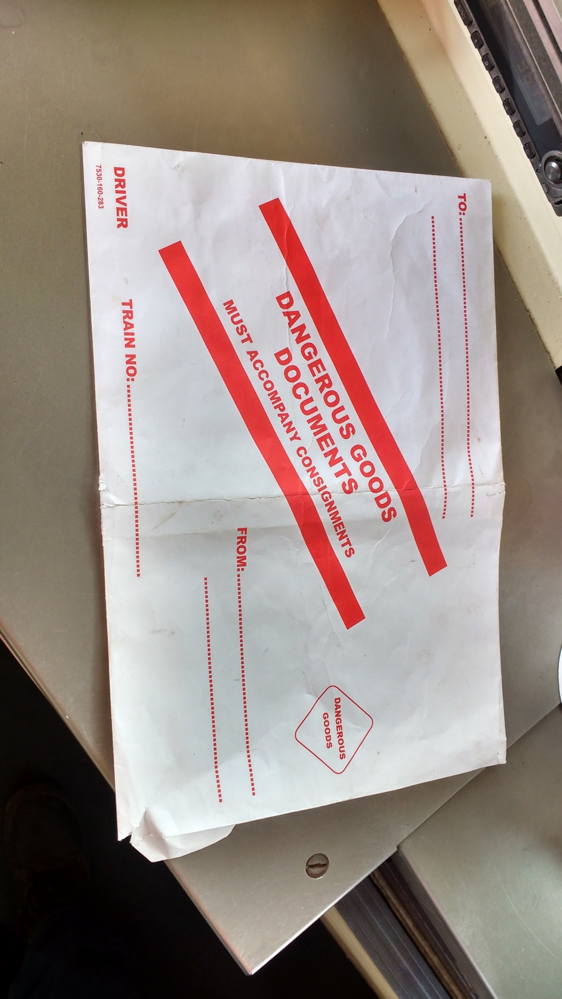 TO:
DANGEROUS GOODS
DOCUMENTS
MUST ACCOMPANY CONSIGNMENTS
DANGEROUS
GOODS
FROM:
DRIVER
TRAIN NO:
7530-160-283